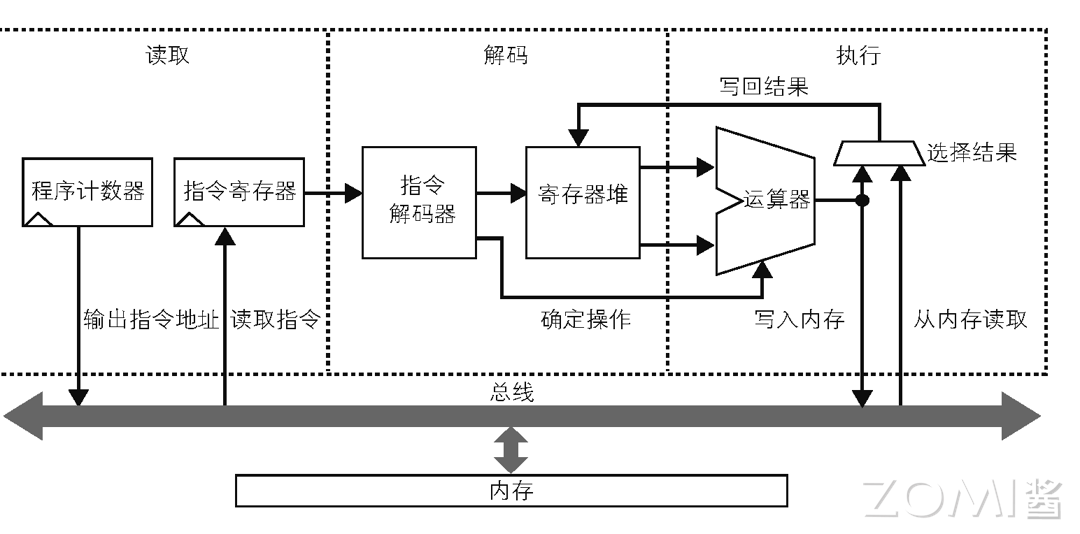 读取
解码
执行
写回结果
选择结果
程序计数器
指令寄存器
指令
解码器
寄存器堆
运算器
输出指令地址
读取指令
确定操作
写入内存
从内存读取
总线
内存
ZOMI酱